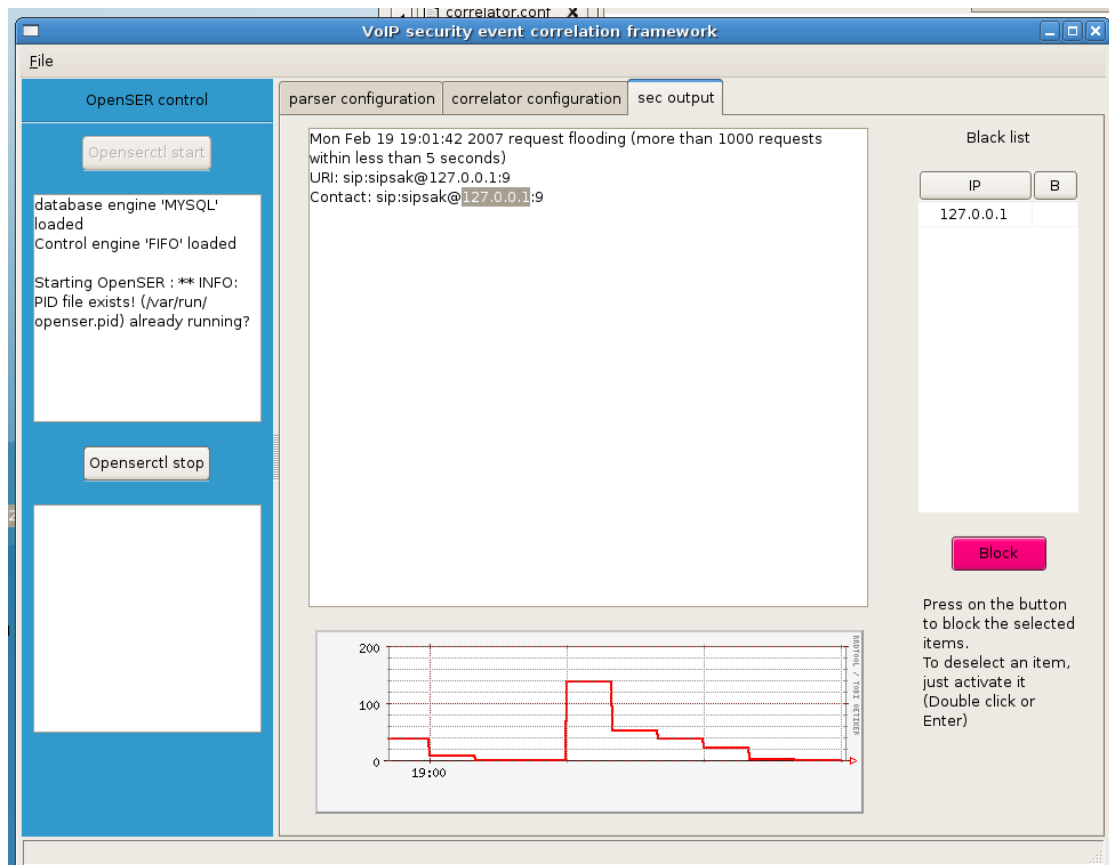 correlator.conf X
VoIP security event correlation framework
File
OpenSER control
Openserctl start
database engine 'MYSQL'
loaded
Control engine 'FIFO' loaded
Starting OpenSER : ** INFO:
PID file exists! (/var/run/
openser.pid) already running?
Openserctl stop
parser configuration
correlator configuration
sec output
Mon Feb 19 19:01:42 2007 request flooding (more than 1000 requests
within less than 5 seconds)
URI: sip:sipsak@127.0.0.1:9
Contact: sip:sipsak@127.0.0.1:9
200
100
0
19:00
RRDTOOL / TOBI OETIKER
Black list
IP B
127.0.0.1
Block
Press on the button
to block the selected
items.
To deselect an item,
just activate it
(Double click or
Enter)